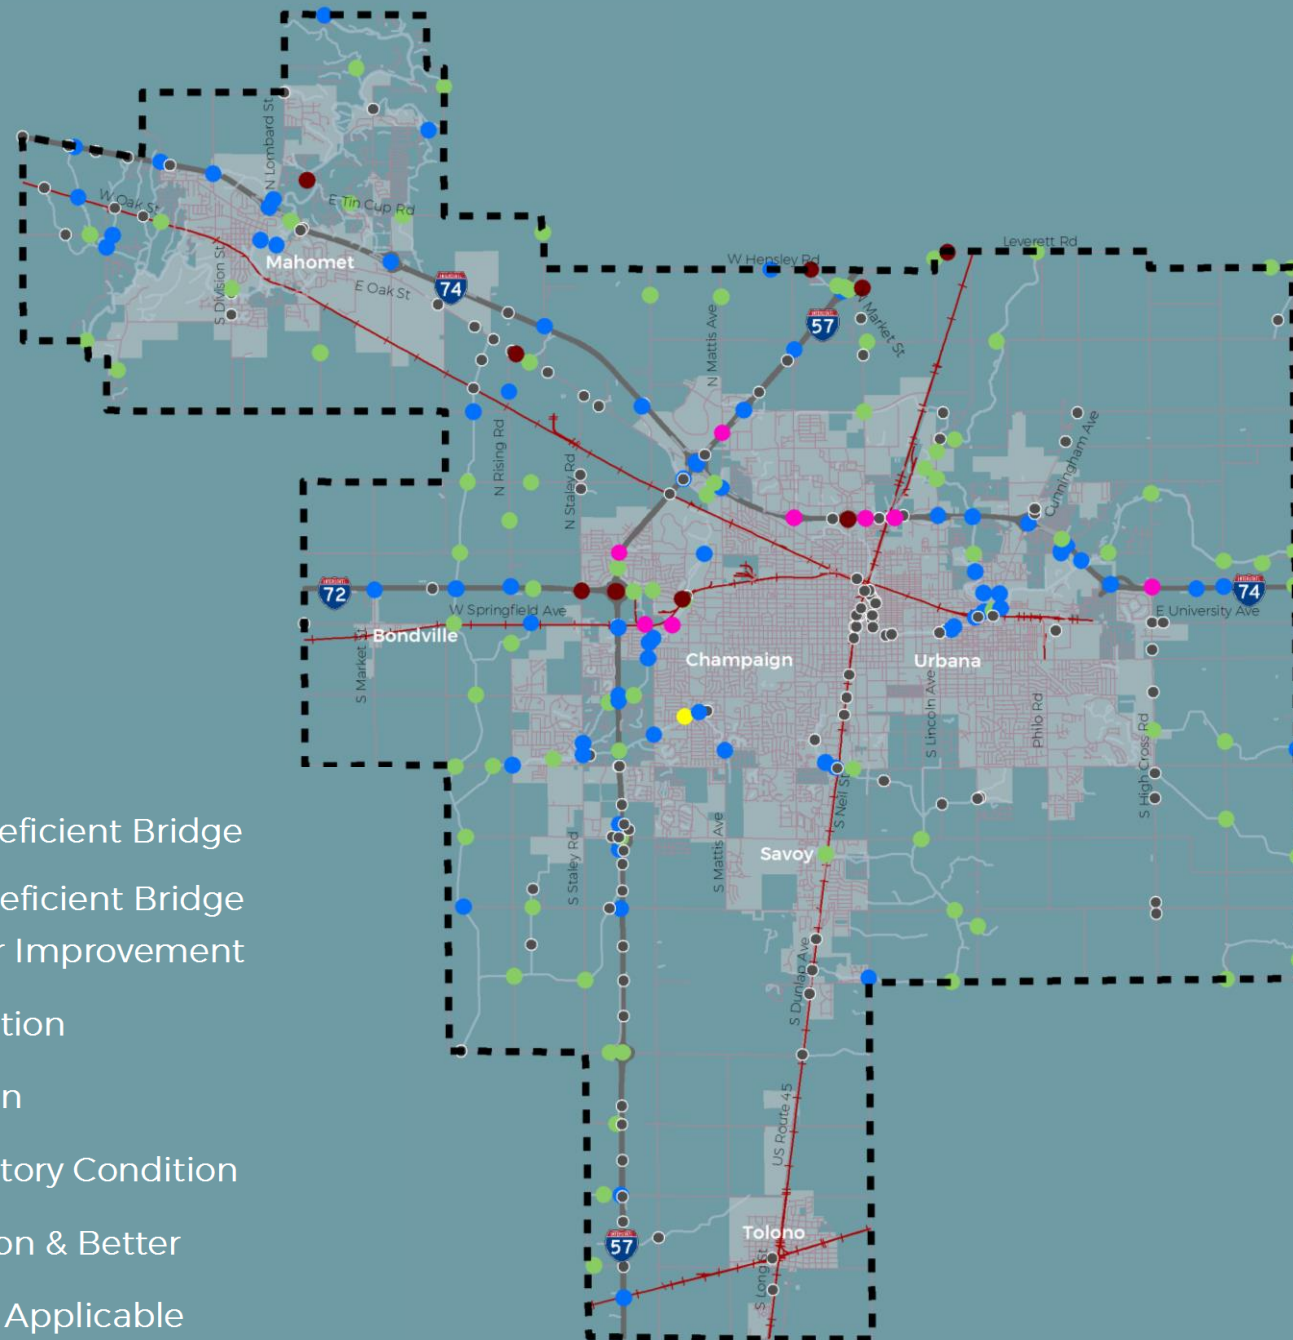 N Lombard St
W Oak St
E Tin Cup Rd
S Division St
Mahomet
E Oak St
74
Leverett Rd
W Hensley Rd
57
N Market St
N Mattis Ave
N Rising Rd
N Staley Rd
Cunningham Ave
72
W Springfield Ave
74
E University Ave
Bondville
S Market St
Champaign
Urbana
S Lincoln Ave
Philo Rd
S High Cross Rd
S Neil St
S Staley Rd
S Mattis Ave
Savoy
S Dunlap Ave
US Route 45
Tolono
57
S Long St
eficient Bridge
eficient Bridge
r Improvement
tion
n
tory Condition
on & Better
Applicable